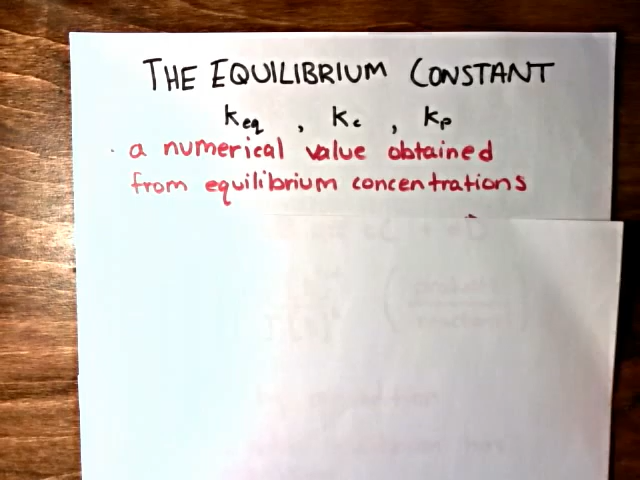 THE EQUILIBRIUM CONSTANT
Keq , Kc , Kp
· a numerical value obtained
from equilibrium concentrations